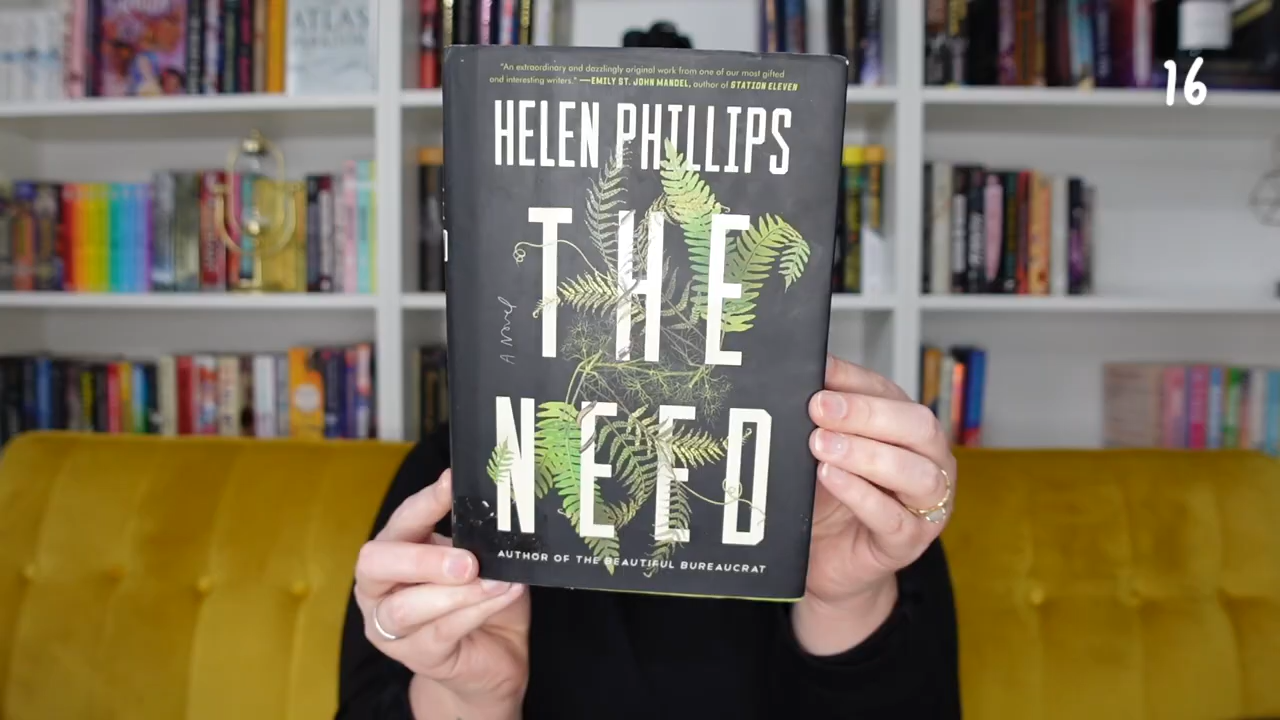 ATLAS
16
"An extraordinary and dazzlingly original work from one of our most gifted
and interesting writers." —EMILY ST. JOHN MANDEL, author of STATION ELEVEN
HELEN PHILLIPS
THE
A Novel
NEED
AUTHOR OF THE BEAUTIFUL BUREAUCRAT